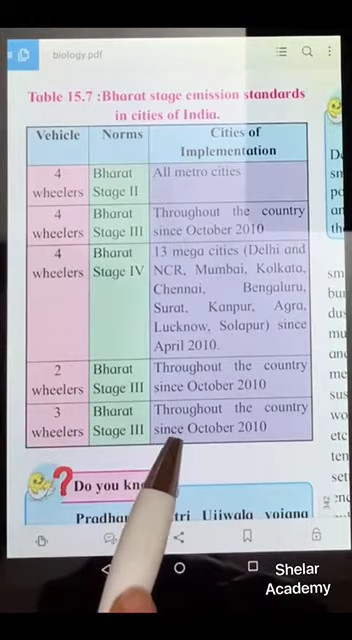 biology.pdf
Table 15.7 :Bharat stage emission standards
in cities of India.
Vehicle Norms Cities of
Implementation
4 Bharat All metro cities
wheelers Stage II
4 Bharat Throughout the country
wheelers Stage III since October 2010
4 Bharat 13 mega cities (Delhi and
wheelers Stage IV NCR, Mumbai, Kolkata,
Chennai, Bengaluru,
Surat, Kanpur, Agra,
Lucknow, Solapur) since
April 2010.
2 Bharat Throughout the country
wheelers Stage III since October 2010
3 Bharat Throughout the country
wheelers Stage III since October 2010
? Do you
342
Ujjwala yojana
Shelar
Academy